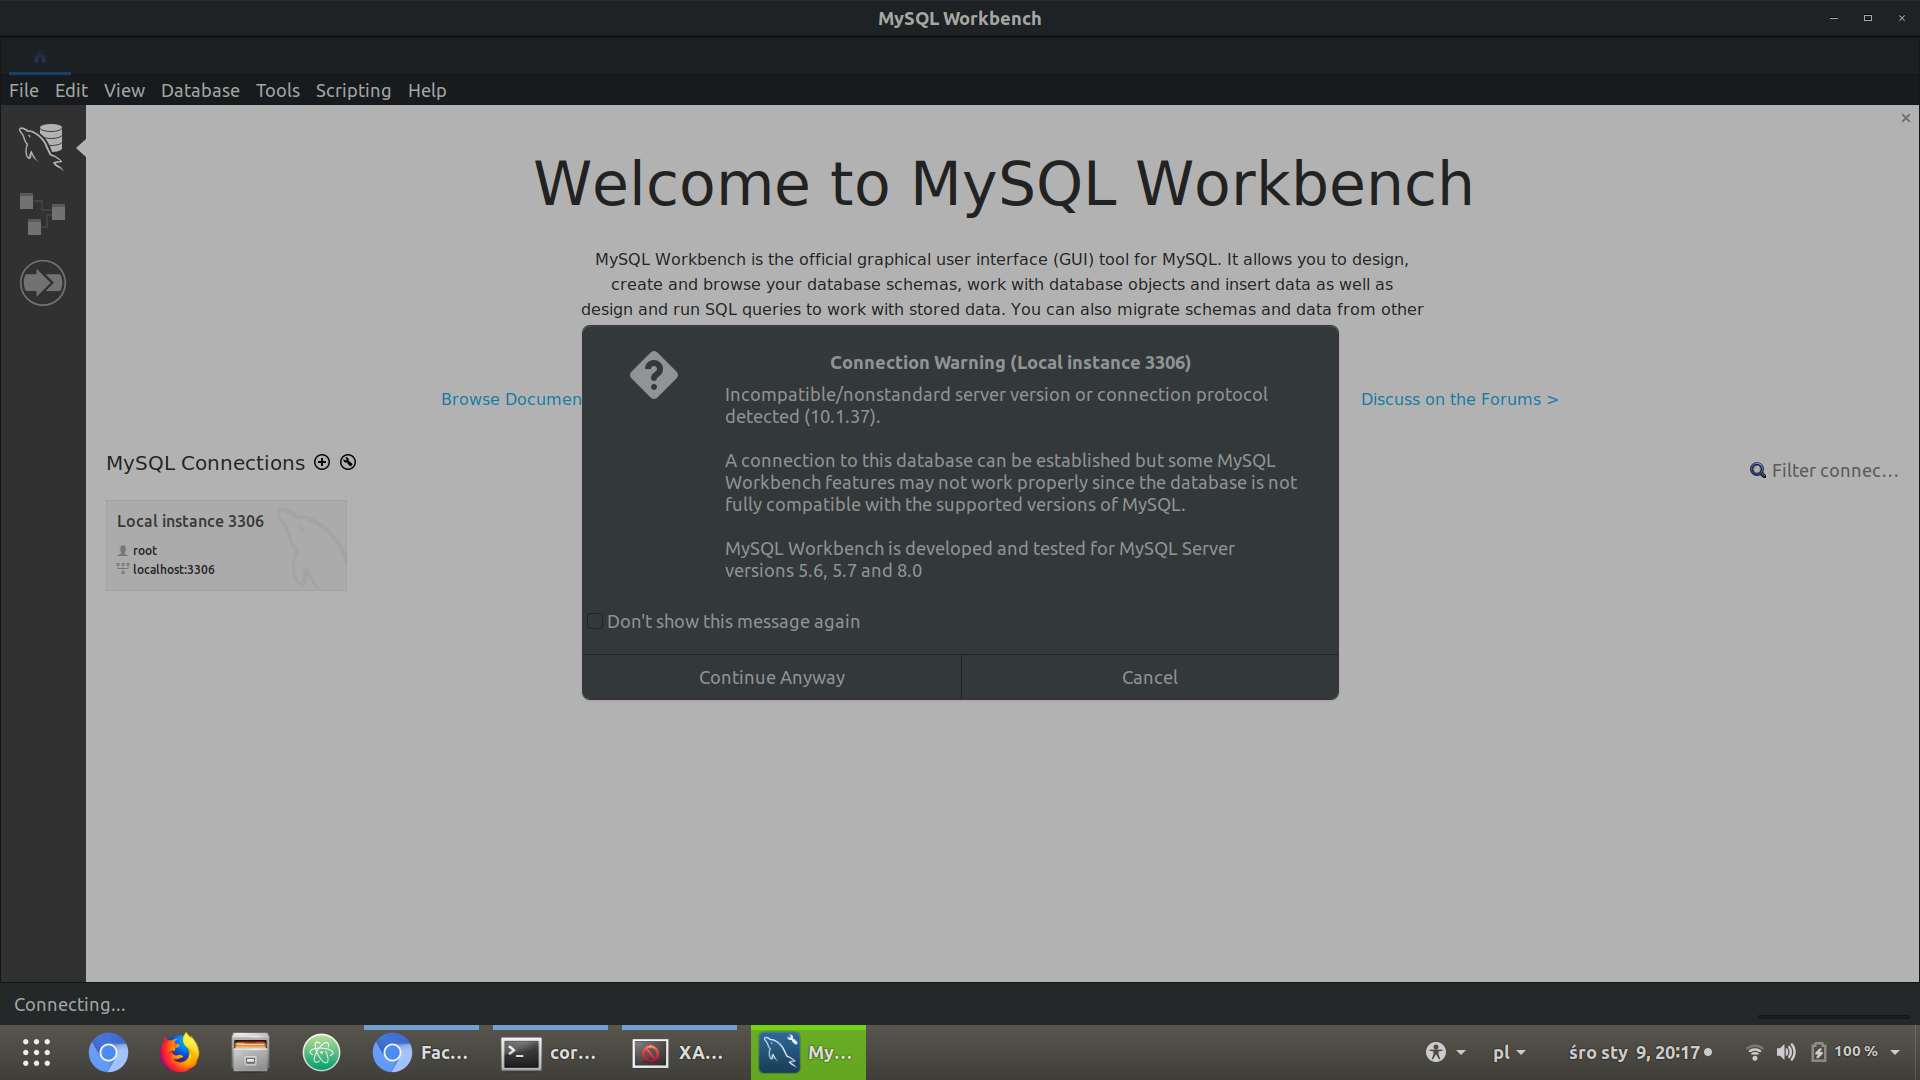 MySQL Workbench
File Edit View Database Tools Scripting Help
Welcome to MySQL Workbench
MySQL Workbench is the official graphical user interface (GUI) tool for MySQL. It allows you to design,
create and browse your database schemas, work with database objects and insert data as well as
design and run SQL queries to work with stored data. You can also migrate schemas and data from other
Browse Documen
Discuss on the Forums >
Connection Warning (Local instance 3306)
Incompatible/nonstandard server version or connection protocol
detected (10.1.37).
A connection to this database can be established but some MySQL
Workbench features may not work properly since the database is not
fully compatible with the supported versions of MySQL.
MySQL Workbench is developed and tested for MySQL Server
versions 5.6, 5.7 and 8.0
Don't show this message again
Continue Anyway
Cancel
MySQL Connections
Filter connec...
Local instance 3306
root
localhost:3306
Connecting...
Fac...
cor...
XA...
My...
pl
śro sty 9, 20:17
100 %